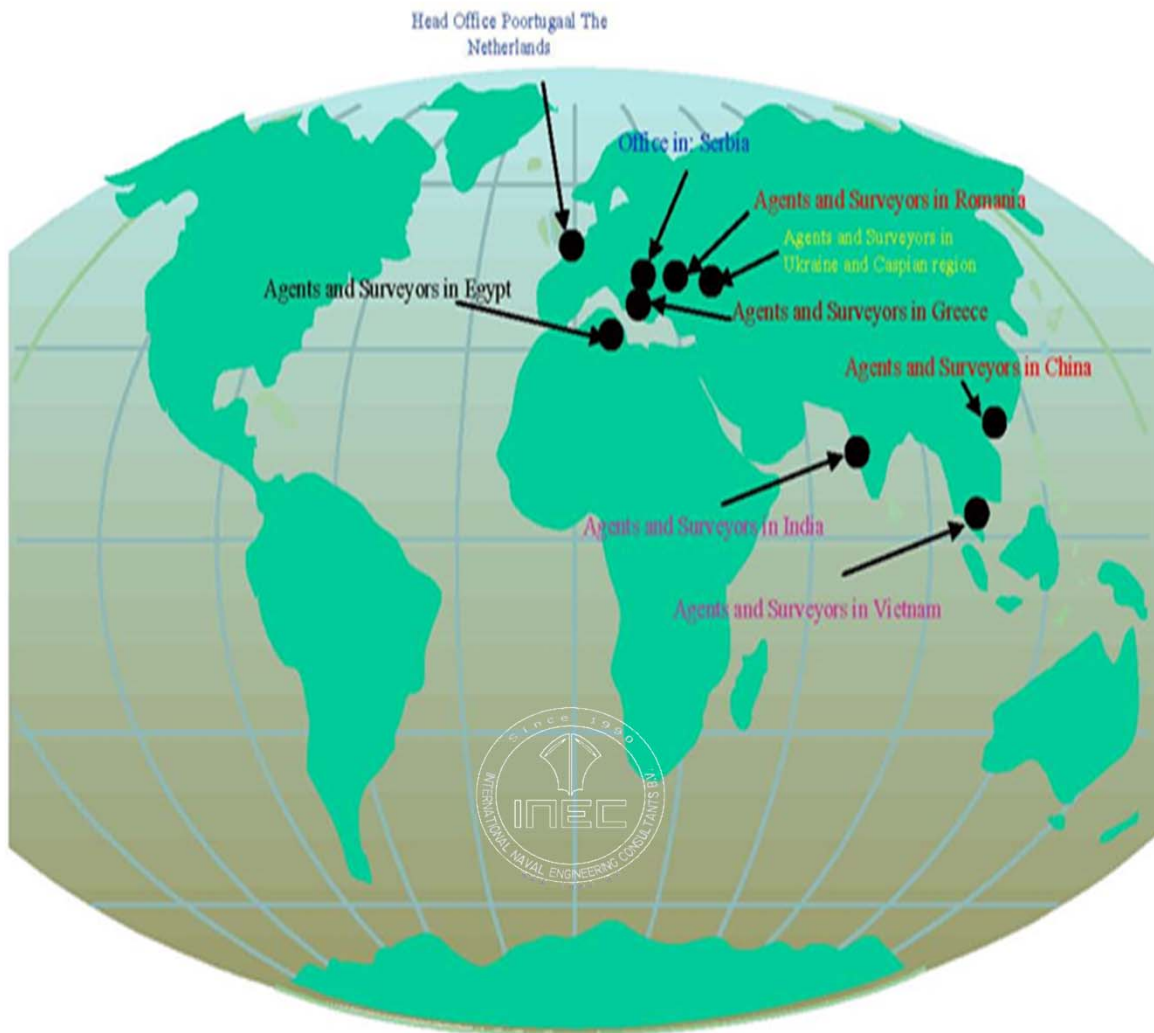 Head Office Poortugaal The
Netherlands
Office in: Serbia
Agents and Surveyors in Romania
Agents and Surveyors in
Ukraine and Caspian region
Agents and Surveyors in Egypt
Agents and Surveyors in Greece
Agents and Surveyors in China
Agents and Surveyors in India
Agents and Surveyors in Vietnam
Since 1990
INEC
INTERNATIONAL NAVAL ENGINEERING CONSULTANTS B.V.